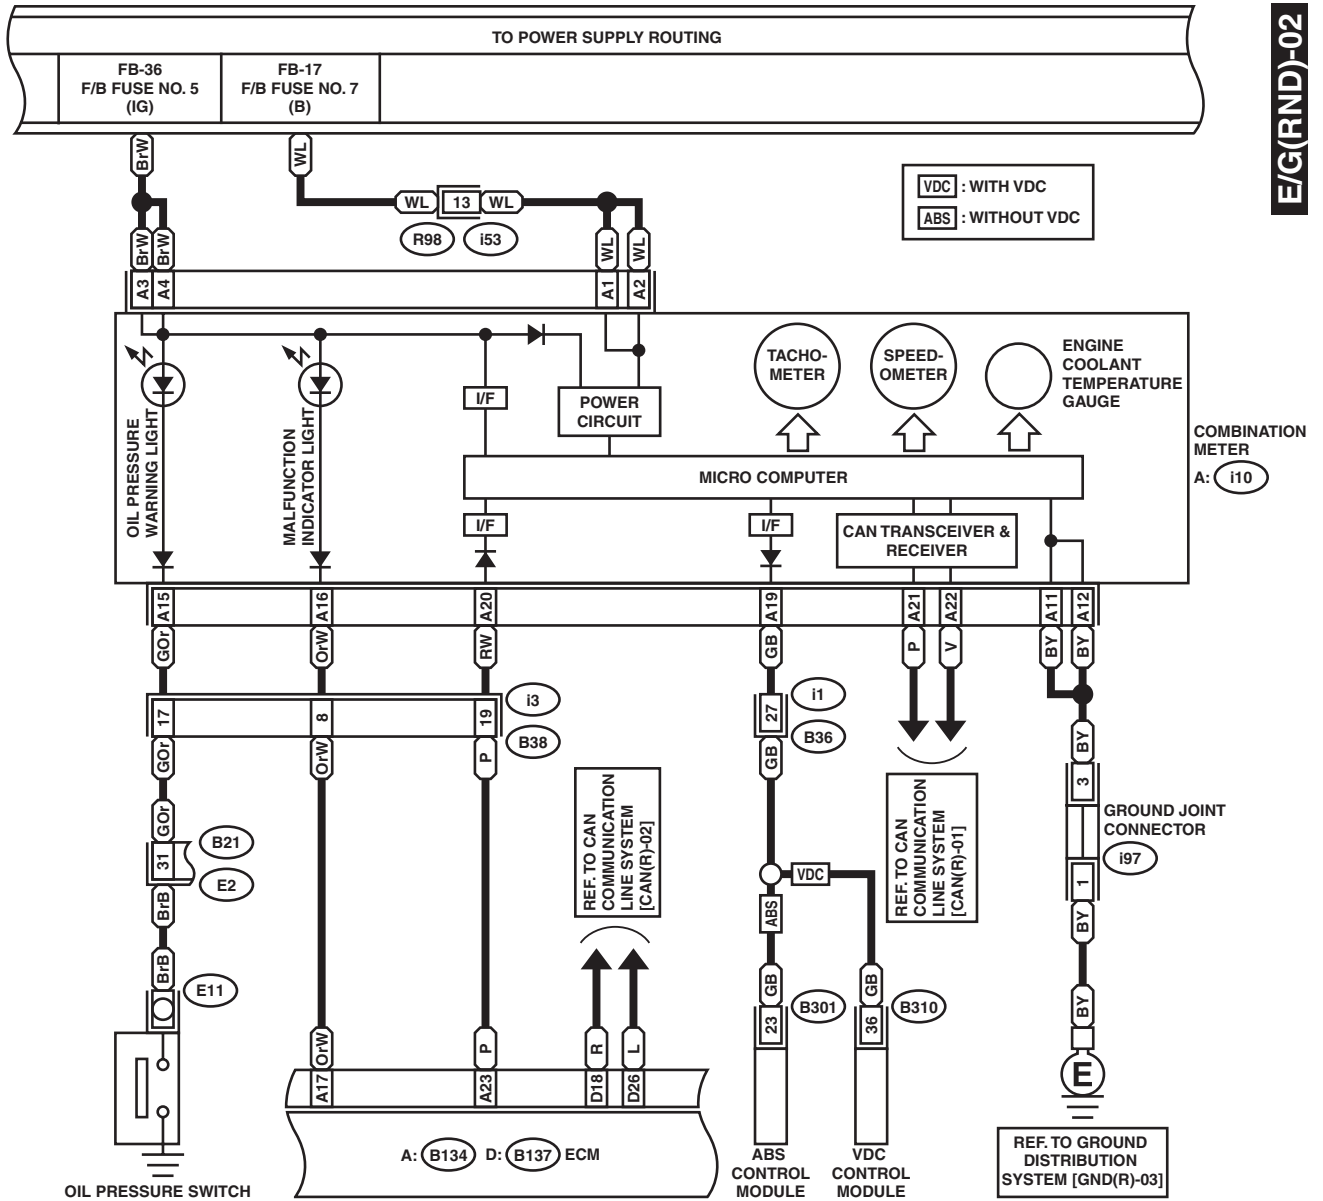 E/G(RND)-02
TO POWER SUPPLY ROUTING
FB-36
F/B FUSE NO. 5
(IG)
FB-17
F/B FUSE NO. 7
(B)
BrW
WL
VDC : WITH VDC
ABS : WITHOUT VDC
WL 13 WL
R98 i53
BrW BrW WL WL
A3 A4 A1 A2
TACHO-
METER
SPEED-
OMETER
ENGINE
COOLANT
TEMPERATURE
GAUGE
I/F
POWER
CIRCUIT
OIL PRESSURE
WARNING LIGHT
MALFUNCTION
INDICATOR LIGHT
COMBINATION
METER
A: i10
MICRO COMPUTER
I/F
I/F
CAN TRANSCEIVER &
RECEIVER
A15 A16 A20 A19 A21 A22 A11 A12
GOr OrW RW GB P V BY BY
17 8 19
i3
B38
27
i1
B36
GOr OrW P GB BY
3
GROUND JOINT
CONNECTOR
i97
1
BY
GOr
31
B21
E2
BrB
REF. TO CAN
COMMUNICATION
LINE SYSTEM
[CAN(R)-02]
REF. TO CAN
COMMUNICATION
LINE SYSTEM
[CAN(R)-01]
VDC
ABS
BrB
E11
GB GB BY
23
B301
36
B310
OrW P R L
A17 A23 D18 D26
E
A: B134 D: B137 ECM
OIL PRESSURE SWITCH
ABS
CONTROL
MODULE
VDC
CONTROL
MODULE
REF. TO GROUND
DISTRIBUTION
SYSTEM [GND(R)-03]